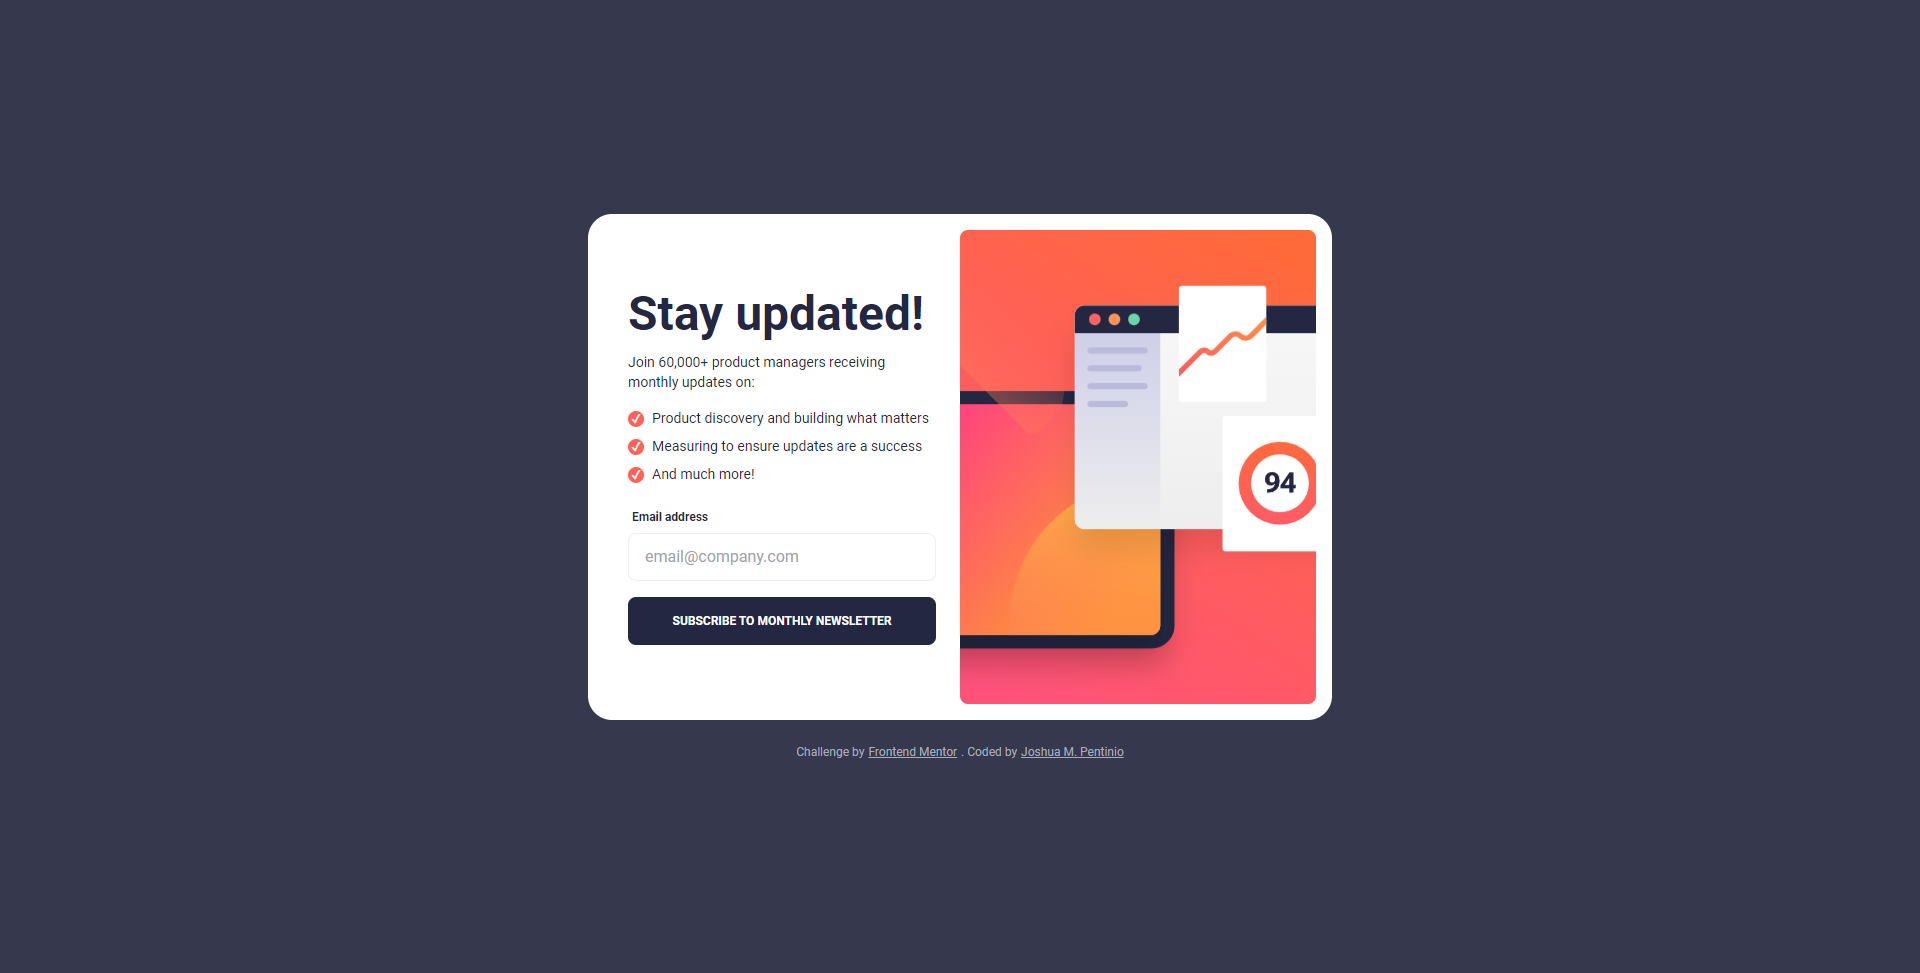 Stay updated!
Join 60,000+ product managers receiving
monthly updates on:
Product discovery and building what matters
Measuring to ensure updates are a success
And much more!
Email address
email@company.com
SUBSCRIBE TO MONTHLY NEWSLETTER
94
Challenge by Frontend Mentor . Coded by Joshua M. Pentinio